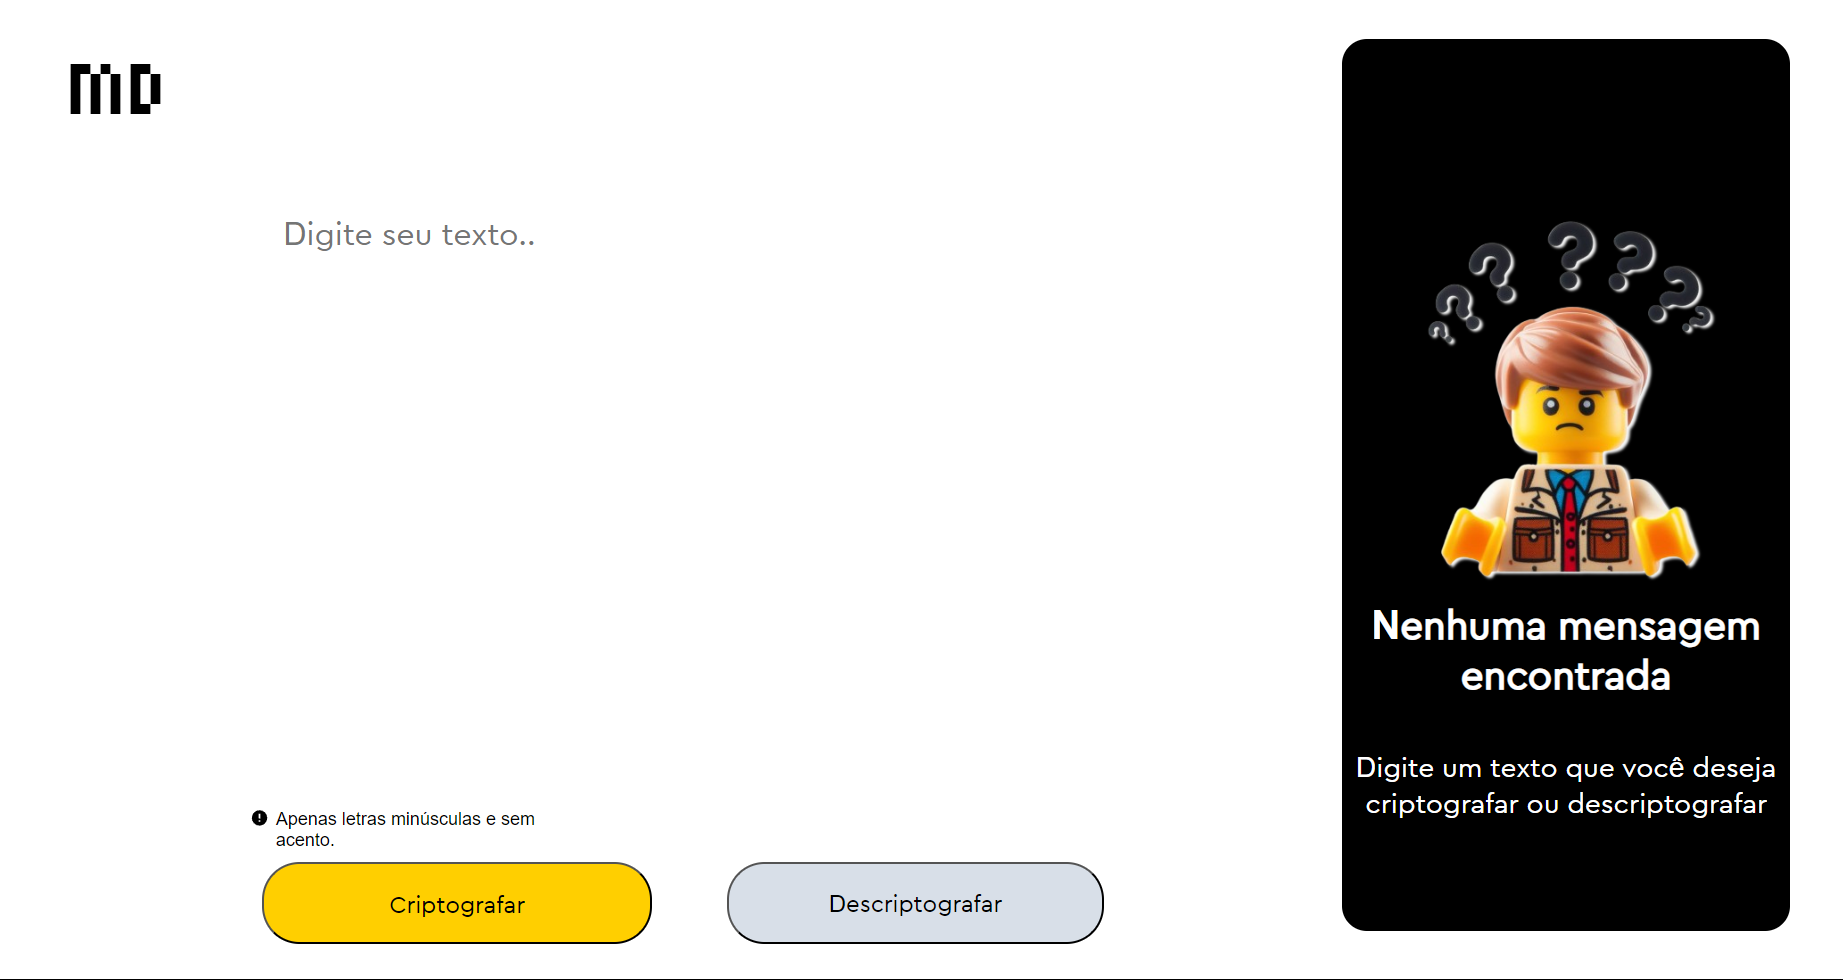 MD
Digite seu texto..
Apenas letras minúsculas e sem
acento.
Criptografar
Descriptografar
? ? ? ? ? ? ?
Nenhuma mensagem
encontrada
Digite um texto que você deseja
criptografar ou descriptografar